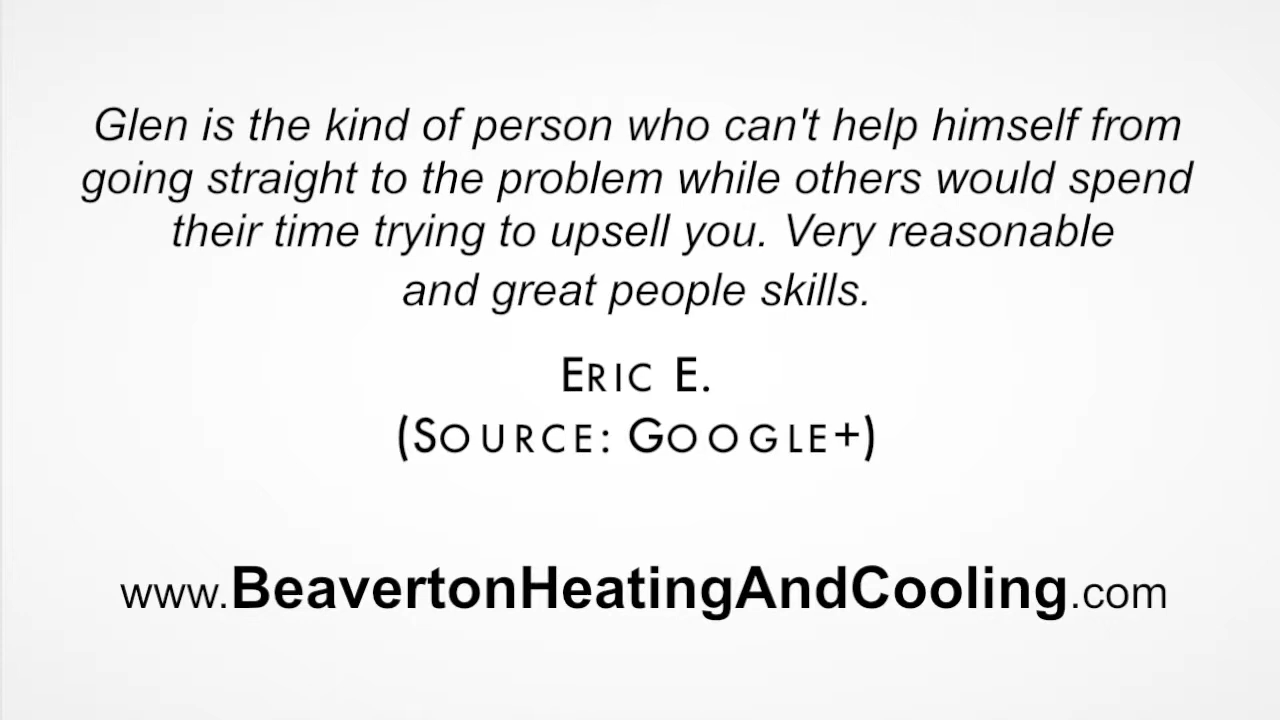 Glen is the kind of person who can't help himself from
going straight to the problem while others would spend
their time trying to upsell you. Very reasonable
and great people skills.
Eric E.
(Source: Google+)
www.BeavertonHeatingAndCooling.com